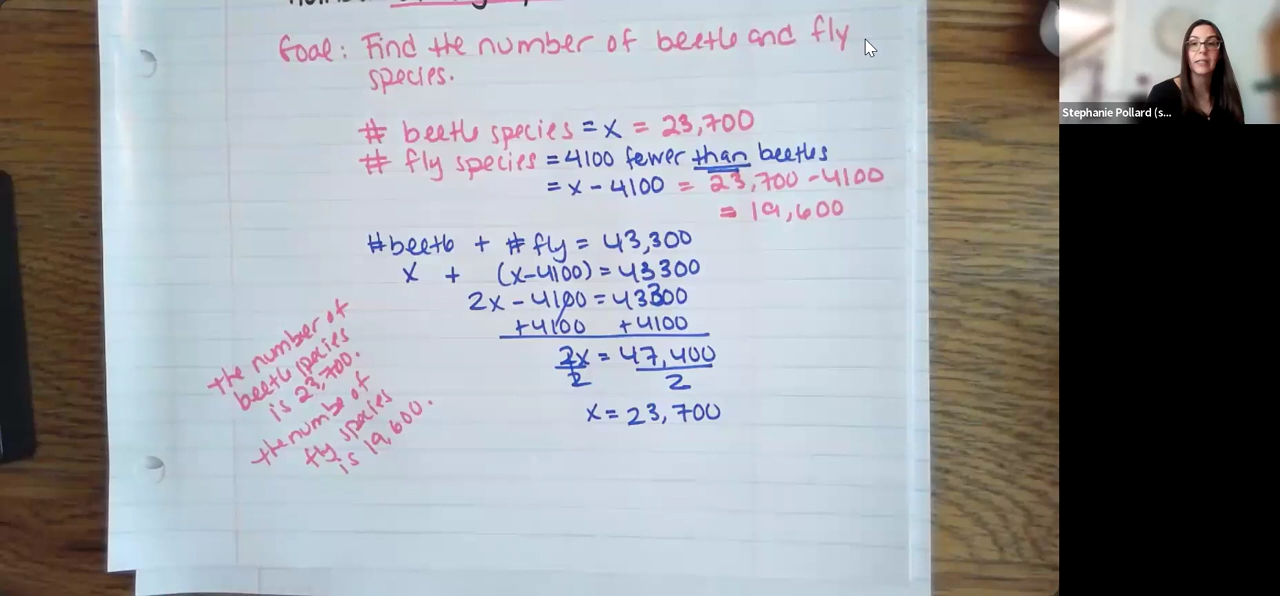 Goal: Find the number of beetle and fly
species.
# beetle species = x = 23,700
# fly species = 4100 fewer than beetles
= x - 4100 = 23,700 - 4100
= 19,600
#beetle + #fly = 43,300
x + (x-4100) = 43300
2x - 4100 = 43300
+4100 +4100
2x = 47,400
2 2
x = 23,700
the number of
beetle species
is 23,700.
the number of
fly species
is 19,600.
Stephanie Pollard (s...